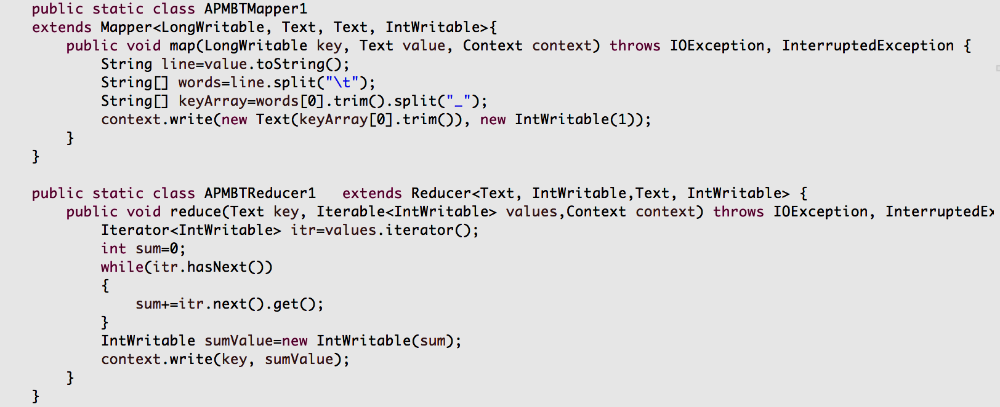 public static class APMBTMapper1
extends Mapper<LongWritable, Text, Text, IntWritable>{
    public void map(LongWritable key, Text value, Context context) throws IOException, InterruptedException {
        String line=value.toString();
        String[] words=line.split("\t");
        String[] keyArray=words[0].trim().split("_");
        context.write(new Text(keyArray[0].trim()), new IntWritable(1));
    }
}
public static class APMBTReducer1   extends Reducer<Text, IntWritable,Text, IntWritable> {
    public void reduce(Text key, Iterable<IntWritable> values,Context context) throws IOException, InterruptedEx
        Iterator<IntWritable> itr=values.iterator();
        int sum=0;
        while(itr.hasNext())
        {
            sum+=itr.next().get();
        }
        IntWritable sumValue=new IntWritable(sum);
        context.write(key, sumValue);
    }
}